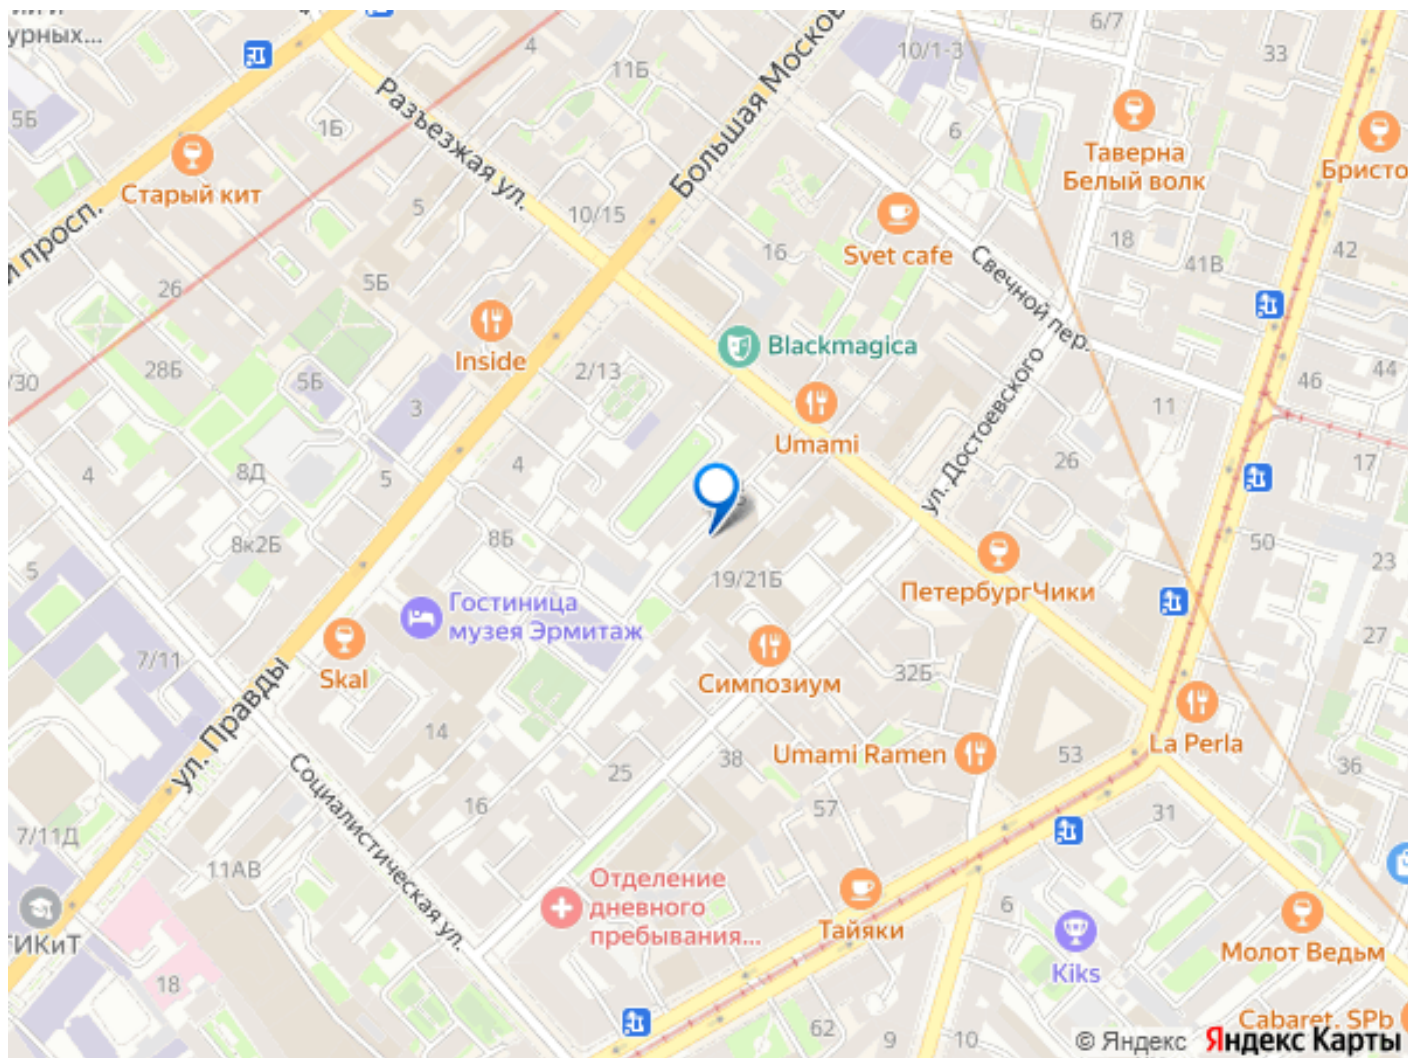 урных...
4
6/7
10/1-3
33
11Б
5Б
1Б
6
Разъезжая ул.
Большая Москов
Таверна
Белый волк
Бристо
Старый кит
5
10/15
16
Svet cafe
18
41В
42
и просп.
26
5Б
Свечной пер.
Inside
Blackmagica
2/13
/30
28Б
5Б
3
46
44
ул. Достоевского
11
Umami
4
8Д
5
4
26
17
8Б
8к2Б
50
23
5
19/21Б
ПетербургЧики
Гостиница
музея Эрмитаж
27
7/11
Skal
Симпозиум
32Б
ул. Правды
14
38
Umami Ramen
La Perla
53
36
25
Социалистическая ул.
16
57
31
7/11Д
11АВ
Отделение
дневного
пребывания...
Тайяки
6
ГИКиТ
Kiks
Молот Ведьм
18
62
9
10
Cabaret. SPb
© Яндекс Яндекс Карты